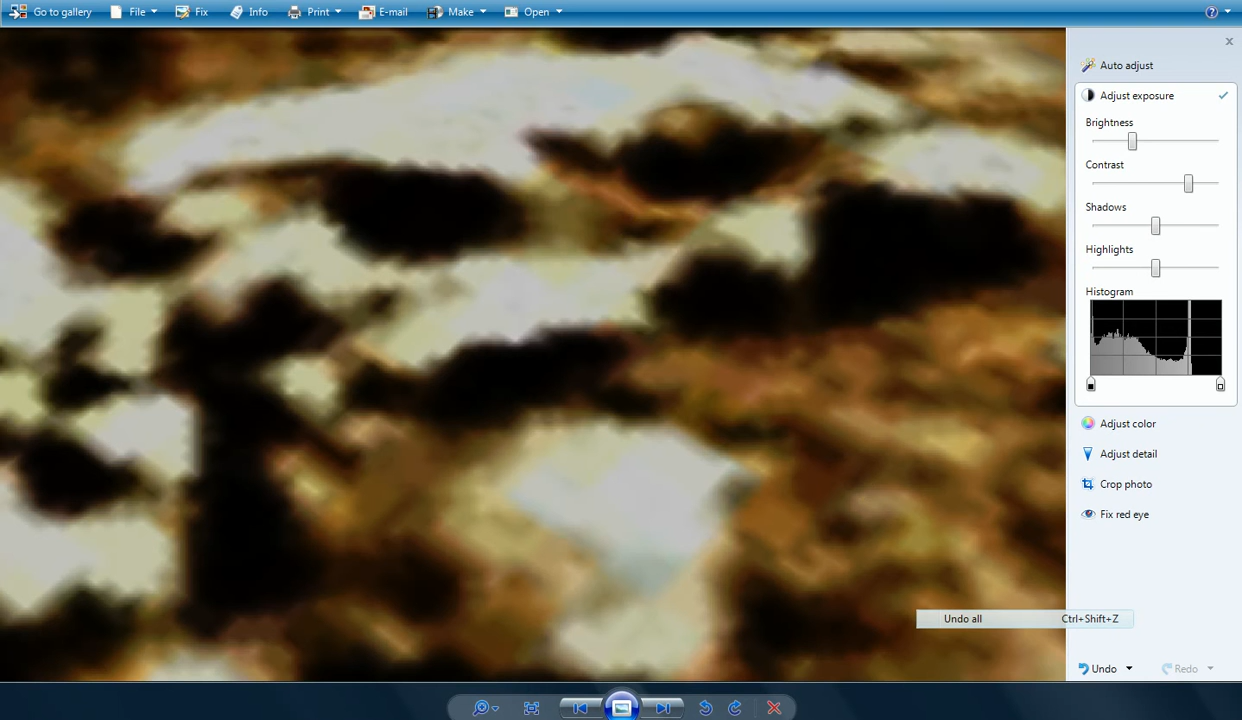 Go to gallery File Fix Info Print E-mail Make Open ?
x
Auto adjust
Adjust exposure
Brightness
Contrast
Shadows
Highlights
Histogram
Adjust color
Adjust detail
Crop photo
Fix red eye
Undo all Ctrl+Shift+Z
Undo Redo